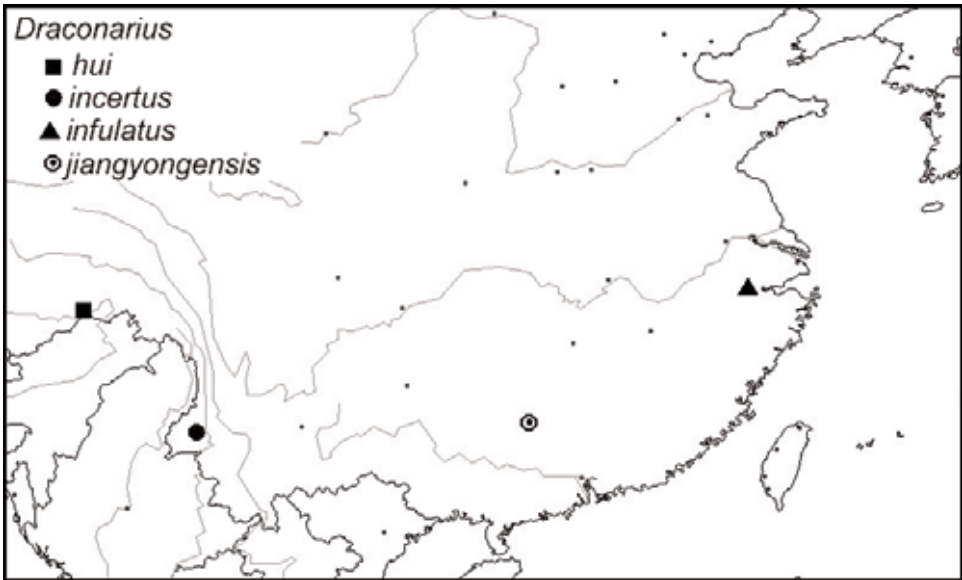 Draconarius
hui
incertus
infulatus
jiangyongensis